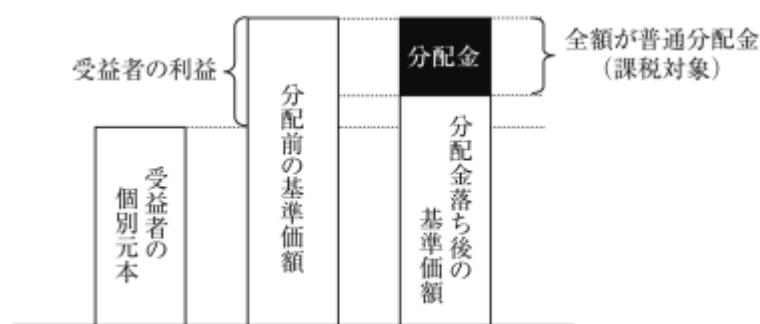 受益者の利益
受益者の
個別元本
分配前の基準価額
分配金
分配金落ち後の
基準価額
全額が普通分配金
(課税対象)